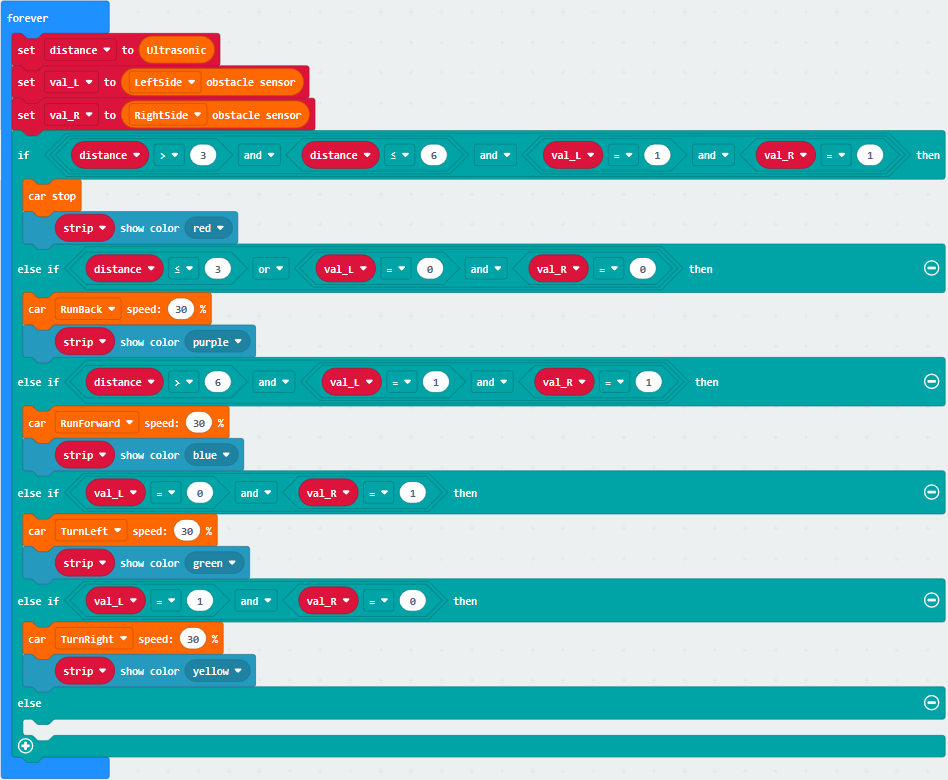 forever
set distance to Ultrasonic
set val_L to LeftSide obstacle sensor
set val_R to RightSide obstacle sensor
if distance > 3 and distance ≤ 6 and val_L = 1 and val_R = 1 then
car stop
strip show color red
else if distance ≤ 3 or val_L = 0 and val_R = 0 then
car RunBack speed: 30 %
strip show color purple
else if distance > 6 and val_L = 1 and val_R = 1 then
car RunForward speed: 30 %
strip show color blue
else if val_L = 0 and val_R = 1 then
car TurnLeft speed: 30 %
strip show color green
else if val_L = 1 and val_R = 0 then
car TurnRight speed: 30 %
strip show color yellow
else